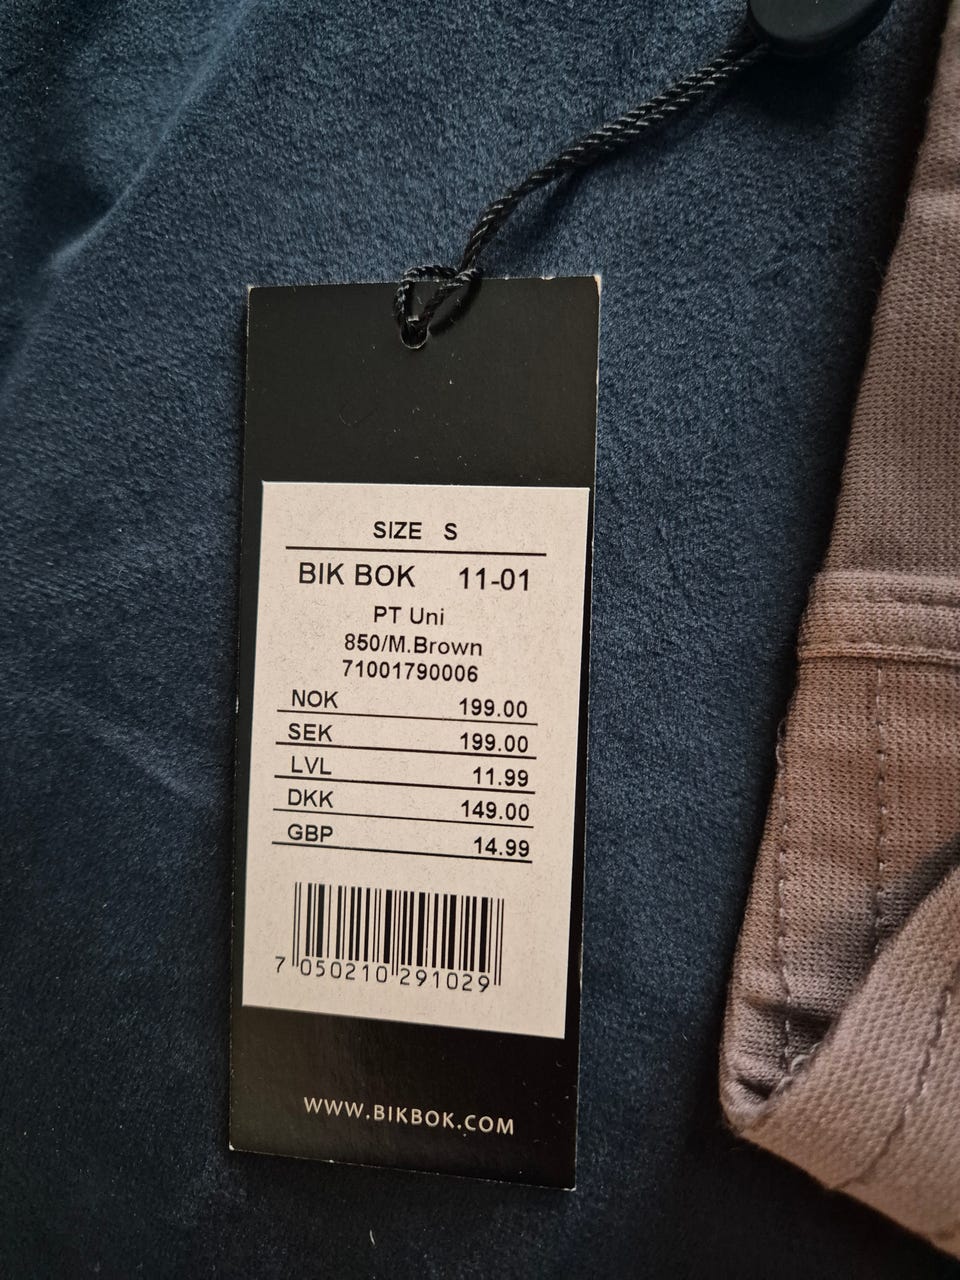 SIZE S
BIK BOK 11-01
PT Uni
850/M.Brown
71001790006
NOK 199.00
SEK 199.00
LVL 11.99
DKK 149.00
GBP 14.99
7 050210 291029
WWW.BIKBOK.COM